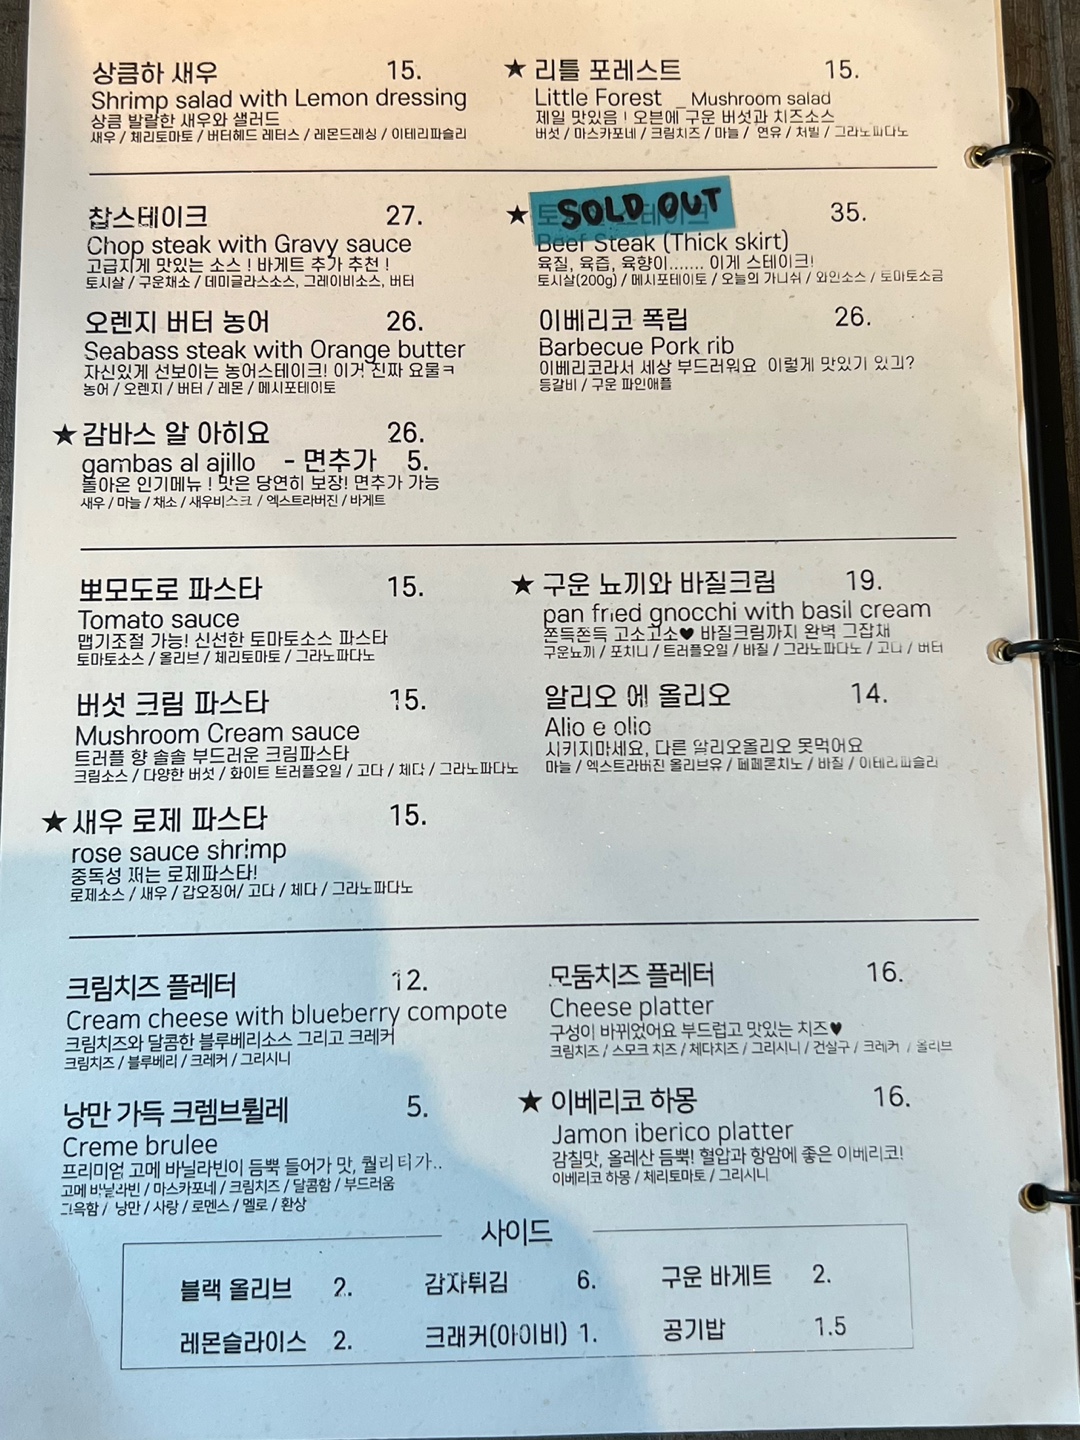 상큼하 새우 15.
Shrimp salad with Lemon dressing
상큼 발랄한 새우와 샐러드
새우 / 체리토마토 / 버터헤드 레터스 / 레몬드레싱 / 이테리파슬리
★ 리틀 포레스트 15.
Little Forest _ Mushroom salad
제일 맛있음 ! 오븐에 구운 버섯과 치즈소스
버섯 / 마스카포네 / 크림치즈 / 마늘 / 연유 / 처빌 / 그라노파다노
찹스테이크 27.
Chop steak with Gravy sauce
고급지게 맛있는 소스 ! 바게트 추가 추천 !
토시살 / 구운채소 / 데미글라스소스, 그레이비소스, 버터
★ SOLD OUT 35.
Beef Steak (Thick skirt)
육질, 육즙, 육향이....... 이게 스테이크!
토시살(200g) / 메시포테이토 / 오늘의 가니쉬 / 와인소스 / 토마토소금
오렌지 버터 농어 26.
Seabass steak with Orange butter
자신있게 선보이는 농어스테이크! 이거 진짜 요물ㅋ
농어 / 오렌지 / 버터 / 레몬 / 메시포테이토
이베리코 폭립 26.
Barbecue Pork rib
이베리코라서 세상 부드러워요 이렇게 맛있기 있긔?
등갈비 / 구운 파인애플
★ 감바스 알 아히요 26.
gambas al ajillo - 면추가 5.
돌아온 인기메뉴 ! 맛은 당연히 보장! 면추가 가능
새우 / 마늘 / 채소 / 새우비스크 / 엑스트라버진 / 바게트
뽀모도로 파스타 15.
Tomato sauce
맵기조절 가능! 신선한 토마토소스 파스타
토마토소스 / 올리브 / 체리토마토 / 그라노파다노
★ 구운 뇨끼와 바질크림 19.
pan fried gnocchi with basil cream
쫀득쫀득 고소고소♥ 바질크림까지 완벽 그잡채
구운뇨끼 / 포치니 / 트러플오일 / 바질 / 그라노파다노 / 고다 / 버터
버섯 크림 파스타 15.
Mushroom Cream sauce
트러플 향 솔솔 부드러운 크림파스타
크림소스 / 다양한 버섯 / 화이트 트러플오일 / 고다 / 체다 / 그라노파다노
알리오 에 올리오 14.
Alio e olio
시키지마세요, 다른 알리오올리오 못먹어요
마늘 / 엑스트라버진 올리브유 / 페페론치노 / 바질 / 이테리파슬리
★ 새우 로제 파스타 15.
rose sauce shrimp
중독성 쩌는 로제파스타!
로제소스 / 새우 / 갑오징어/ 고다 / 체다 / 그라노파다노
크림치즈 플레터 12.
Cream cheese with blueberry compote
크림치즈와 달콤한 블루베리소스 그리고 크레커
크림치즈 / 블루베리 / 크레커 / 그리시니
모둠치즈 플레터 16.
Cheese platter
구성이 바뀌었어요 부드럽고 맛있는 치즈♥
크림치즈 / 스모크 치즈 / 체다치즈 / 그리시니 / 건살구 / 크레커 / 올리브
낭만 가득 크렘브륄레 5.
Creme brulee
프리미엄 고메 바닐라빈이 듬뿍 들어가 맛, 퀄리티가..
고메 바닐라빈 / 마스카포네 / 크림치즈 / 달콤함 / 부드러움
그윽함 / 낭만 / 사랑 / 로멘스 / 멜로 / 환상
★ 이베리코 하몽 16.
Jamon iberico platter
감칠맛, 올레산 듬뿍! 혈압과 항암에 좋은 이베리코!
이베리코 하몽 / 체리토마토 / 그리시니
사이드
블랙 올리브 2. 감자튀김 6. 구운 바게트 2.
레몬슬라이스 2. 크래커(아이비) 1. 공기밥 1.5